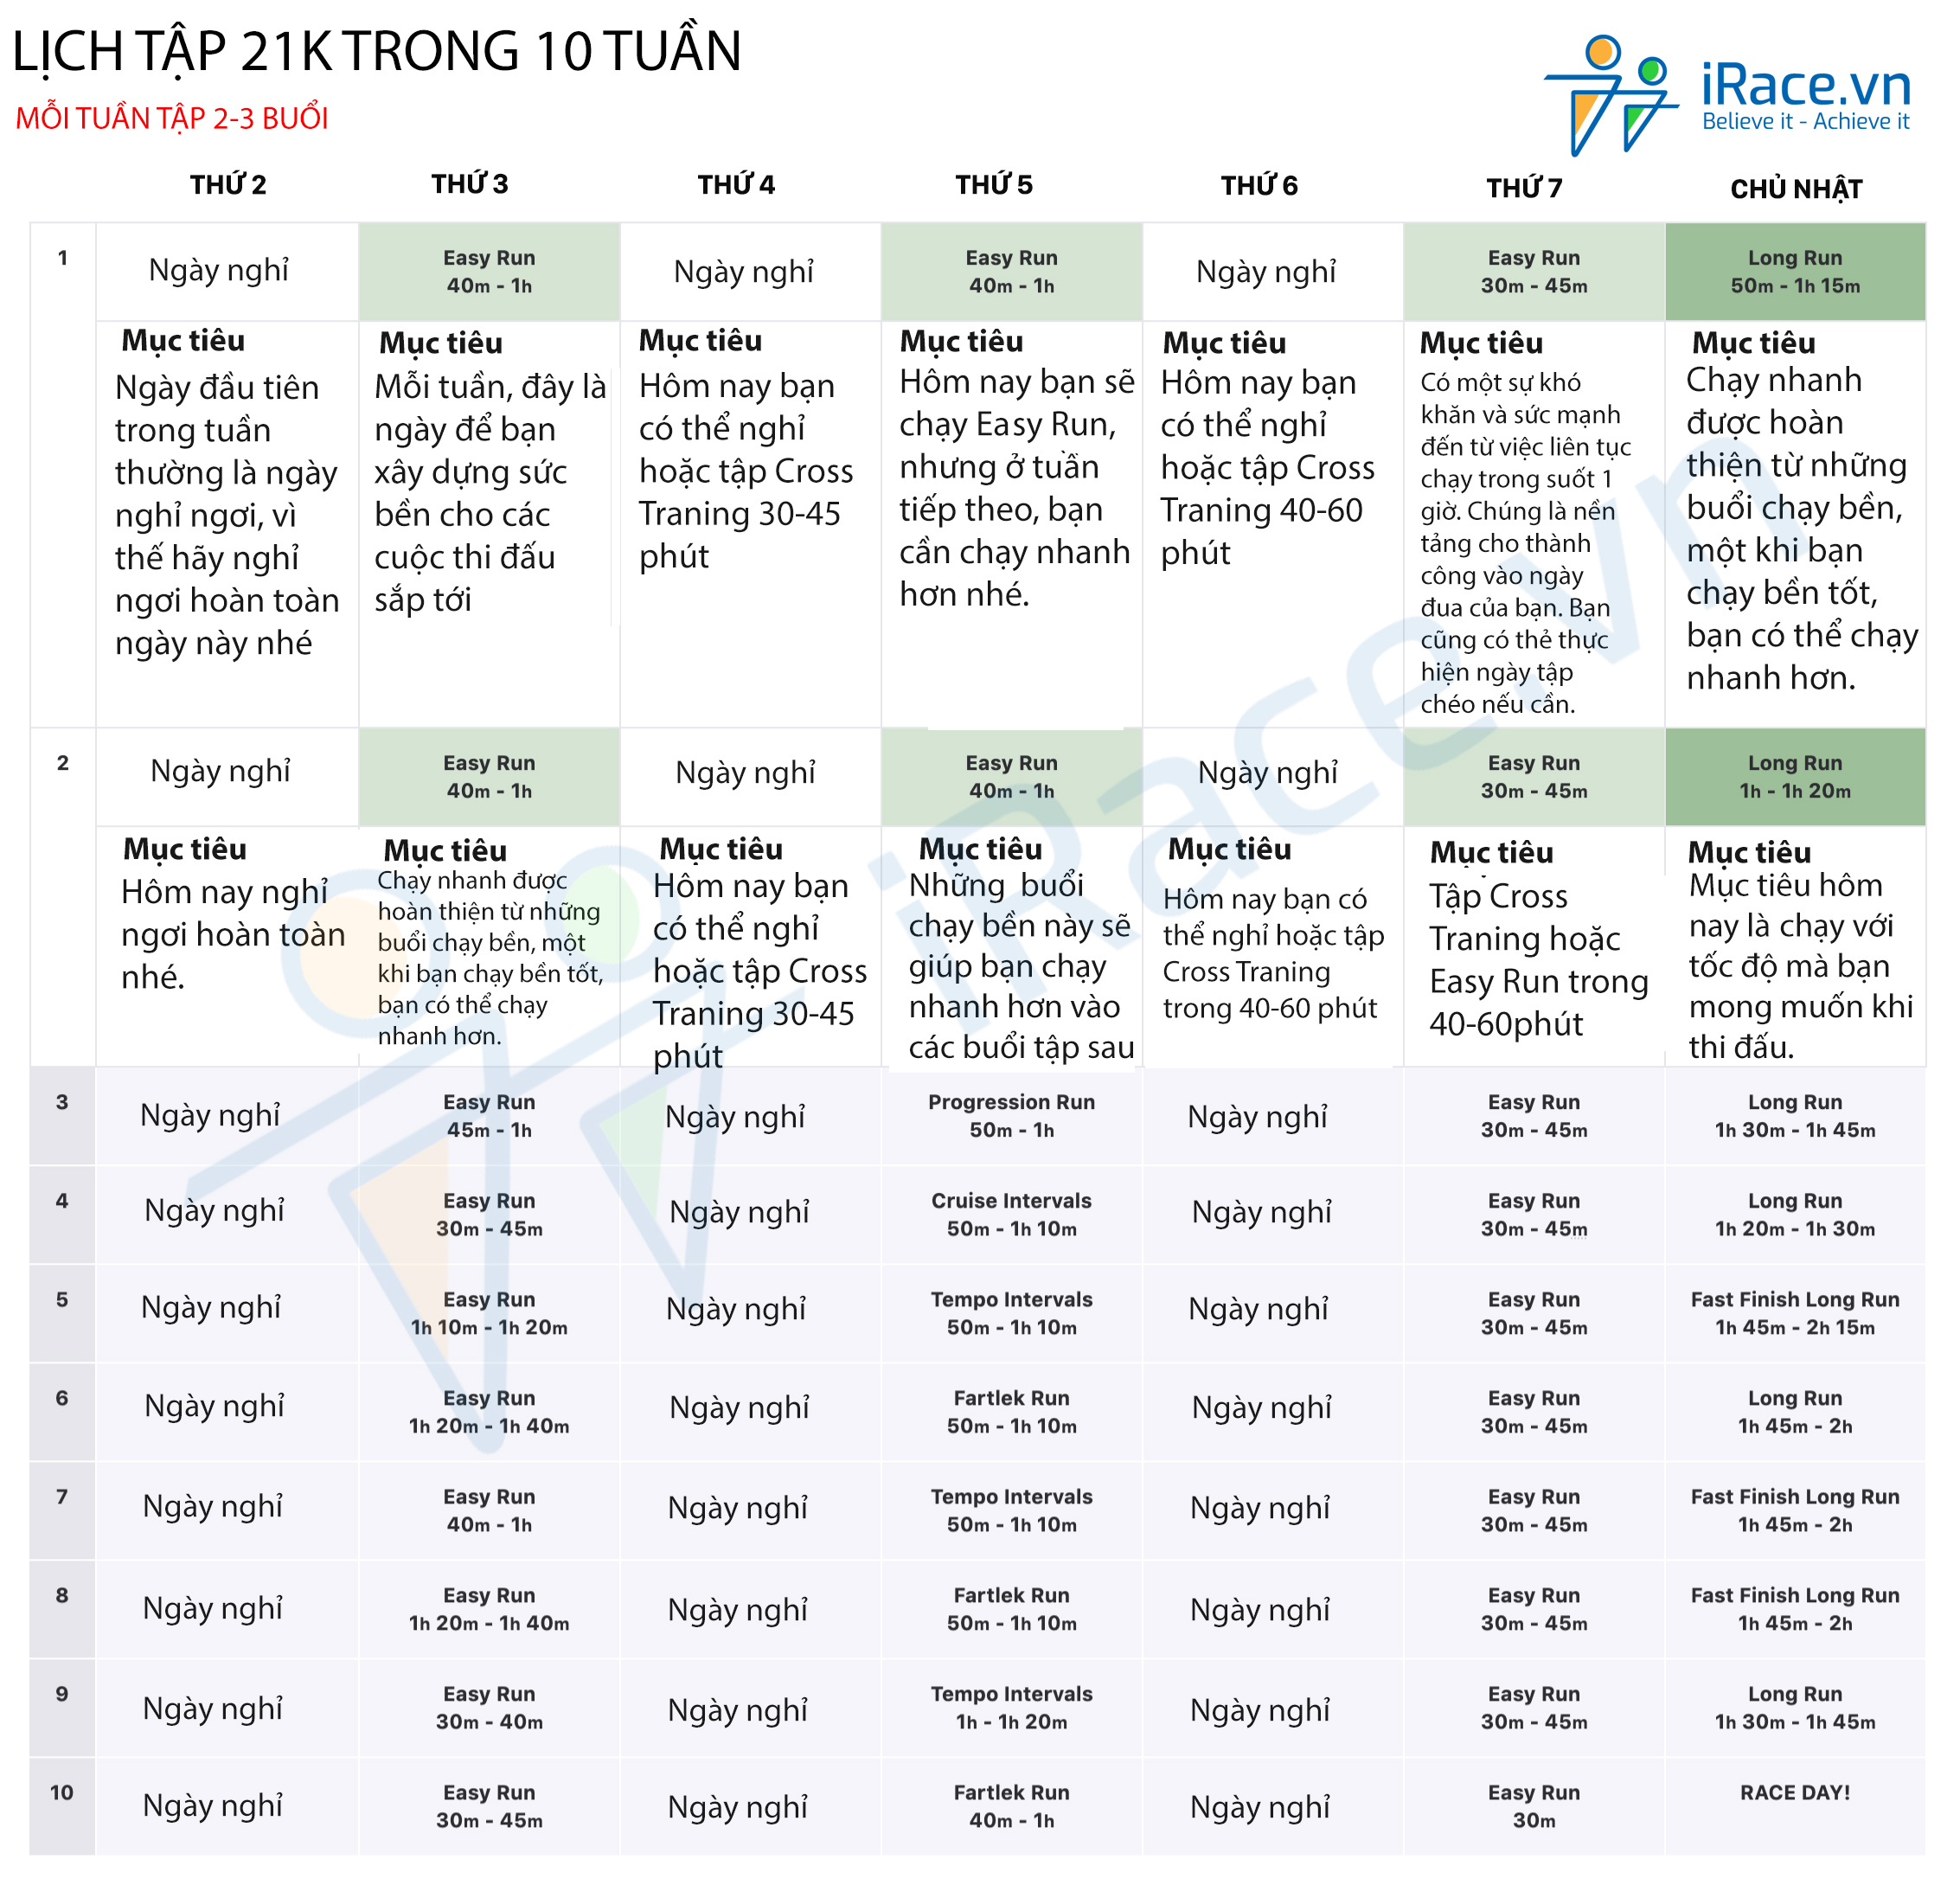 LỊCH TẬP 21K TRONG 10 TUẦN
MỖI TUẦN TẬP 2-3 BUỔI
iRace.vn
Believe it - Achieve it
THỨ 2
THỨ 3
THỨ 4
THỨ 5
THỨ 6
THỨ 7
CHỦ NHẬT
1
Ngày nghỉ
Easy Run
40m - 1h
Ngày nghỉ
Easy Run
40m - 1h
Ngày nghỉ
Easy Run
30m - 45m
Long Run
50m - 1h 15m
Mục tiêu
Ngày đầu tiên
trong tuần
thường là ngày
nghỉ ngơi, vì
thế hãy nghỉ
ngơi hoàn toàn
ngày này nhé
Mục tiêu
Mỗi tuần, đây là
ngày để bạn
xây dựng sức
bền cho các
cuộc thi đấu
sắp tới
Mục tiêu
Hôm nay bạn
có thể nghỉ
hoặc tập Cross
Traning 30-45
phút
Mục tiêu
Hôm nay bạn sẽ
chạy Easy Run,
nhưng ở tuần
tiếp theo, bạn
cần chạy nhanh
hơn nhé.
Mục tiêu
Hôm nay bạn
có thể nghỉ
hoặc tập Cross
Traning 40-60
phút
Mục tiêu
Có một sự khó
khăn và sức mạnh
đến từ việc liên tục
chạy trong suốt 1
giờ. Chúng là nền
tảng cho thành
công vào ngày
đua của bạn. Bạn
cũng có thẻ thực
hiện ngày tập
chéo nếu cần.
Mục tiêu
Chạy nhanh
được hoàn
thiện từ những
buổi chạy bền,
một khi bạn
chạy bền tốt,
bạn có thể chạy
nhanh hơn.
2
Ngày nghỉ
Easy Run
40m - 1h
Ngày nghỉ
Easy Run
40m - 1h
Ngày nghỉ
Easy Run
30m - 45m
Long Run
1h - 1h 20m
Mục tiêu
Hôm nay nghỉ
ngơi hoàn toàn
nhé.
Mục tiêu
Chạy nhanh được
hoàn thiện từ những
buổi chạy bền, một
khi bạn chạy bền tốt,
bạn có thể chạy
nhanh hơn.
Mục tiêu
Hôm nay bạn
có thể nghỉ
hoặc tập Cross
Traning 30-45
phút
Mục tiêu
Những buổi
chạy bền này sẽ
giúp bạn chạy
nhanh hơn vào
các buổi tập sau
Mục tiêu
Hôm nay bạn có
thể nghỉ hoặc tập
Cross Traning
trong 40-60 phút
Mục tiêu
Tập Cross
Traning hoặc
Easy Run trong
40-60phút
Mục tiêu
Mục tiêu hôm
nay là chạy với
tốc độ mà bạn
mong muốn khi
thi đấu.
3
Ngày nghỉ
Easy Run
45m - 1h
Ngày nghỉ
Progression Run
50m - 1h
Ngày nghỉ
Easy Run
30m - 45m
Long Run
1h 30m - 1h 45m
4
Ngày nghỉ
Easy Run
30m - 45m
Ngày nghỉ
Cruise Intervals
50m - 1h 10m
Ngày nghỉ
Easy Run
30m - 45m
Long Run
1h 20m - 1h 30m
5
Ngày nghỉ
Easy Run
1h 10m - 1h 20m
Ngày nghỉ
Tempo Intervals
50m - 1h 10m
Ngày nghỉ
Easy Run
30m - 45m
Fast Finish Long Run
1h 45m - 2h 15m
6
Ngày nghỉ
Easy Run
1h 20m - 1h 40m
Ngày nghỉ
Fartlek Run
50m - 1h 10m
Ngày nghỉ
Easy Run
30m - 45m
Long Run
1h 45m - 2h
7
Ngày nghỉ
Easy Run
40m - 1h
Ngày nghỉ
Tempo Intervals
50m - 1h 10m
Ngày nghỉ
Easy Run
30m - 45m
Fast Finish Long Run
1h 45m - 2h
8
Ngày nghỉ
Easy Run
1h 20m - 1h 40m
Ngày nghỉ
Fartlek Run
50m - 1h 10m
Ngày nghỉ
Easy Run
30m - 45m
Fast Finish Long Run
1h 45m - 2h
9
Ngày nghỉ
Easy Run
30m - 40m
Ngày nghỉ
Tempo Intervals
1h - 1h 20m
Ngày nghỉ
Easy Run
30m - 45m
Long Run
1h 30m - 1h 45m
10
Ngày nghỉ
Easy Run
30m - 45m
Ngày nghỉ
Fartlek Run
40m - 1h
Ngày nghỉ
Easy Run
30m
RACE DAY!
iRace.vn